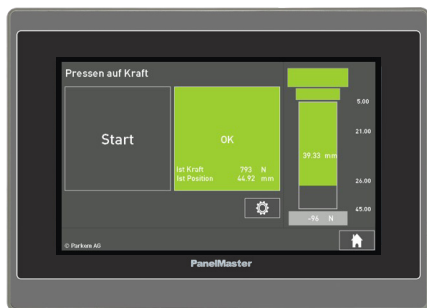 Pressen auf Kraft
Start
OK
Ist Kraft 793 N
Ist Position 44.92 mm
5.00
21.00
39.33 mm
26.00
45.00
-96 N
© Parkem AG
PanelMaster